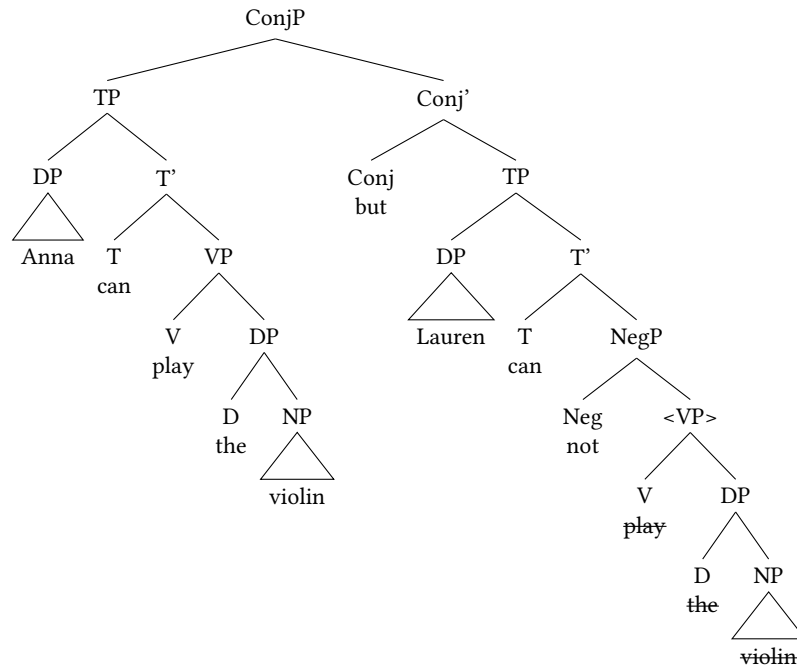 ConjP
TP Conj’
DP T’ Conj TP
but
Anna T VP DP T’
can
Lauren T NegP
V DP can
play
D NP Neg <VP>
the not
violin V DP
play
D NP
the
violin